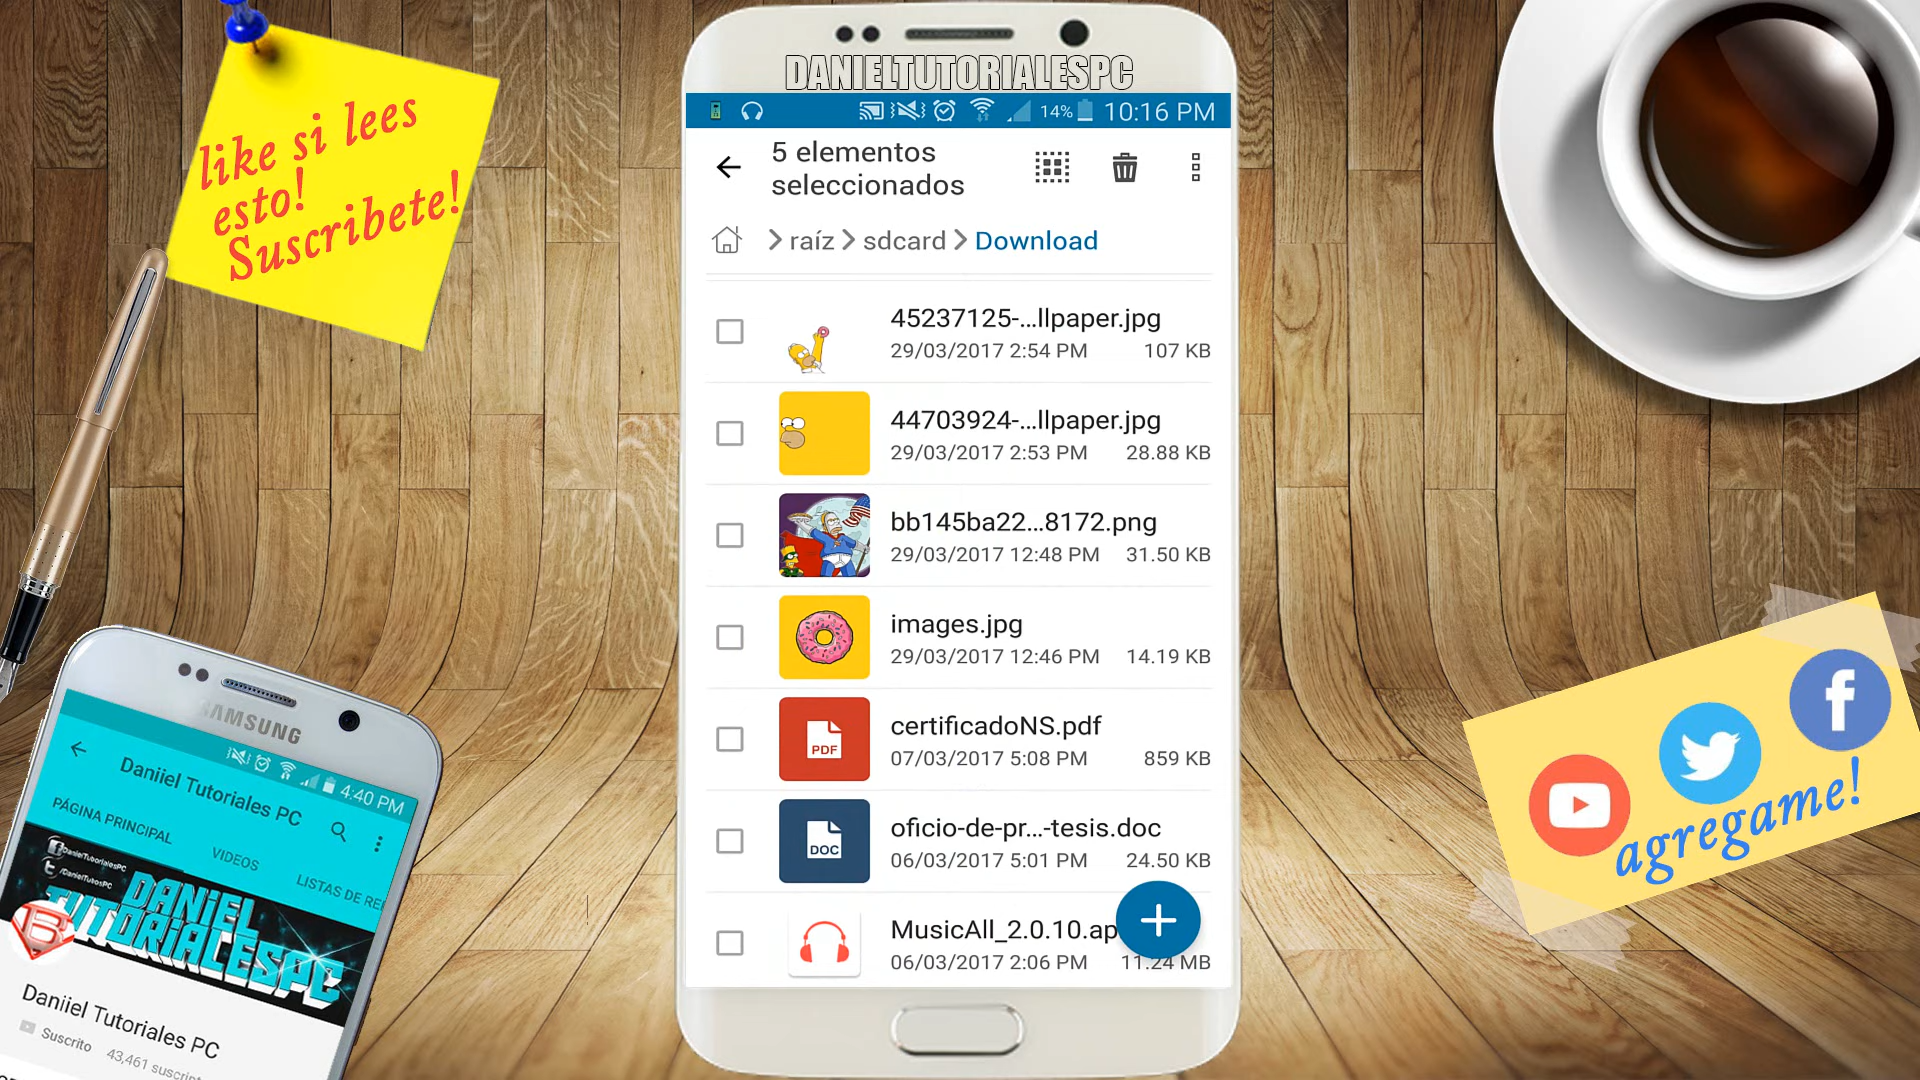 like si lees
esto!
Suscribete!
DANIELTUTORIALESPC
14% 10:16 PM
5 elementos
seleccionados
raíz sdcard Download
45237125-...llpaper.jpg
29/03/2017 2:54 PM 107 KB
44703924-...llpaper.jpg
29/03/2017 2:53 PM 28.88 KB
bb145ba22...8172.png
29/03/2017 12:48 PM 31.50 KB
images.jpg
29/03/2017 12:46 PM 14.19 KB
PDF
certificadoNS.pdf
07/03/2017 5:08 PM 859 KB
DOC
oficio-de-pr...-tesis.doc
06/03/2017 5:01 PM 24.50 KB
MusicAll_2.0.10.ap
06/03/2017 2:06 PM 11.24 MB
SAMSUNG
4:40 PM
Daniiel Tutoriales PC
PÁGINA PRINCIPAL
VIDEOS
LISTAS DE RE
/DanielTutorialesPC
/DanielTutosPC
DANIEL
TUTORIALESPC
Daniiel Tutoriales PC
Suscrito 43,461 suscript
f
agregame!